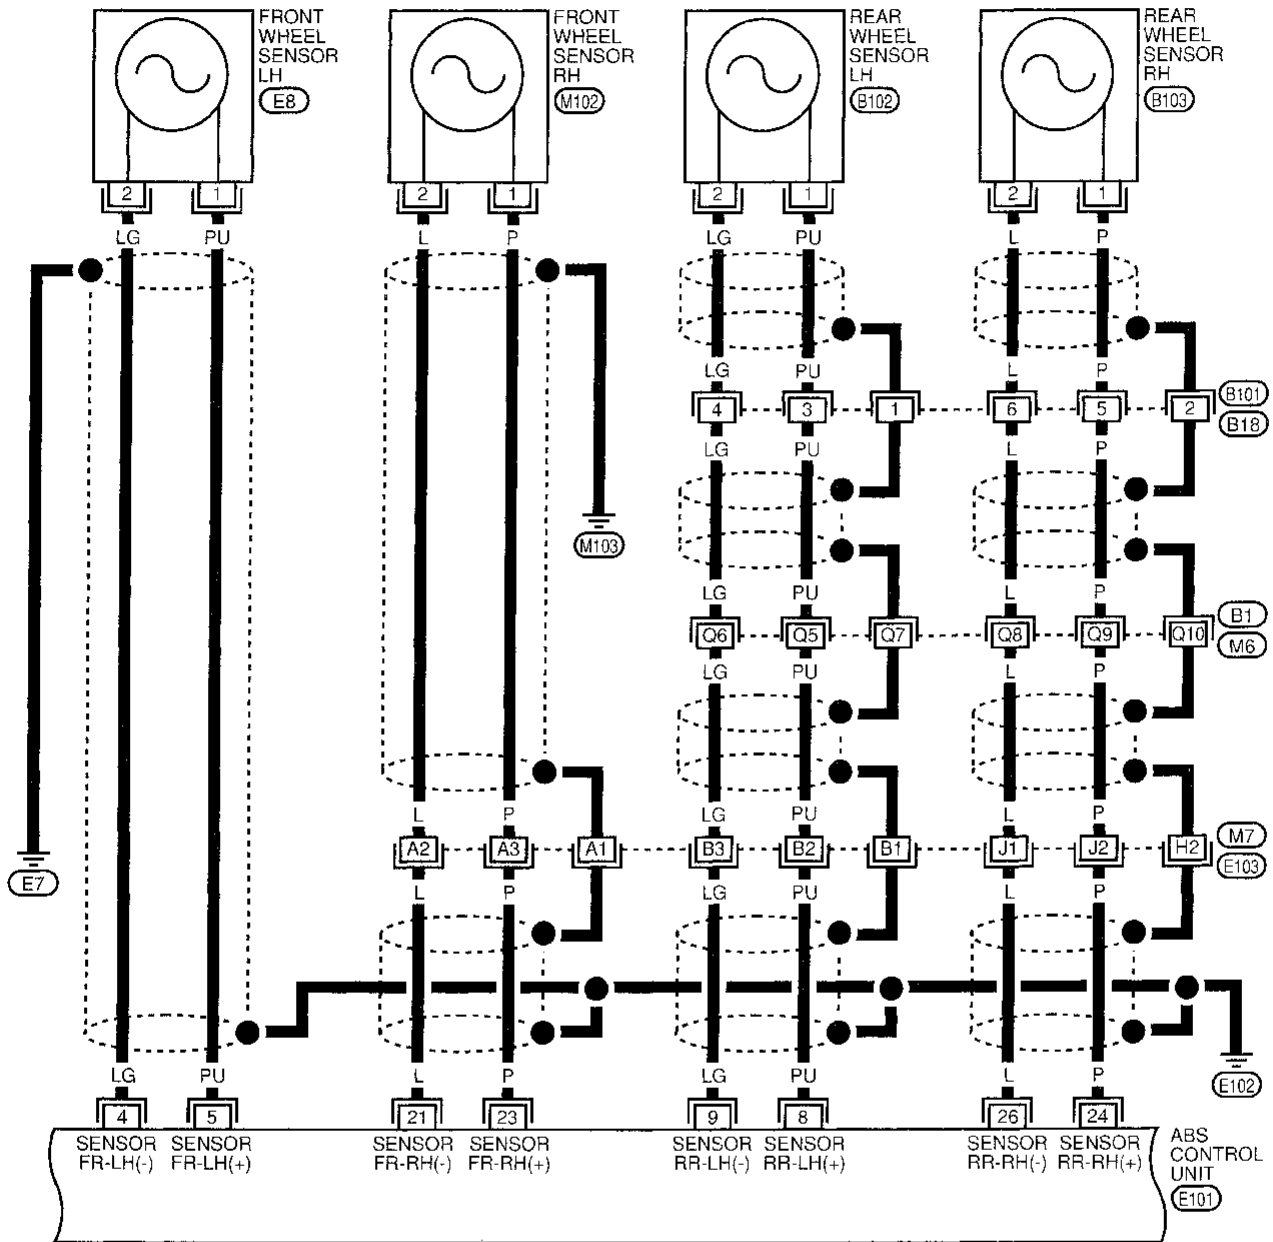 FRONT
WHEEL
SENSOR
LH
E8
FRONT
WHEEL
SENSOR
RH
M102
REAR
WHEEL
SENSOR
LH
B102
REAR
WHEEL
SENSOR
RH
B103
2 1 2 1 2 1 2 1
LG PU L P LG PU L P
LG PU L P
4 3 1 6 5 2
B101
B18
LG PU L P
M103
LG PU L P
Q6 Q5 Q7 Q8 Q9 Q10
B1
M6
LG PU L P
L P LG PU L P
A2 A3 A1 B3 B2 B1 J1 J2 H2
M7
E103
E7
L P LG PU L P
E102
LG PU L P LG PU L P
4 5 21 23 9 8 26 24
SENSOR
FR-LH(-)
SENSOR
FR-LH(+)
SENSOR
FR-RH(-)
SENSOR
FR-RH(+)
SENSOR
RR-LH(-)
SENSOR
RR-LH(+)
SENSOR
RR-RH(-)
SENSOR
RR-RH(+)
ABS
CONTROL
UNIT
E101